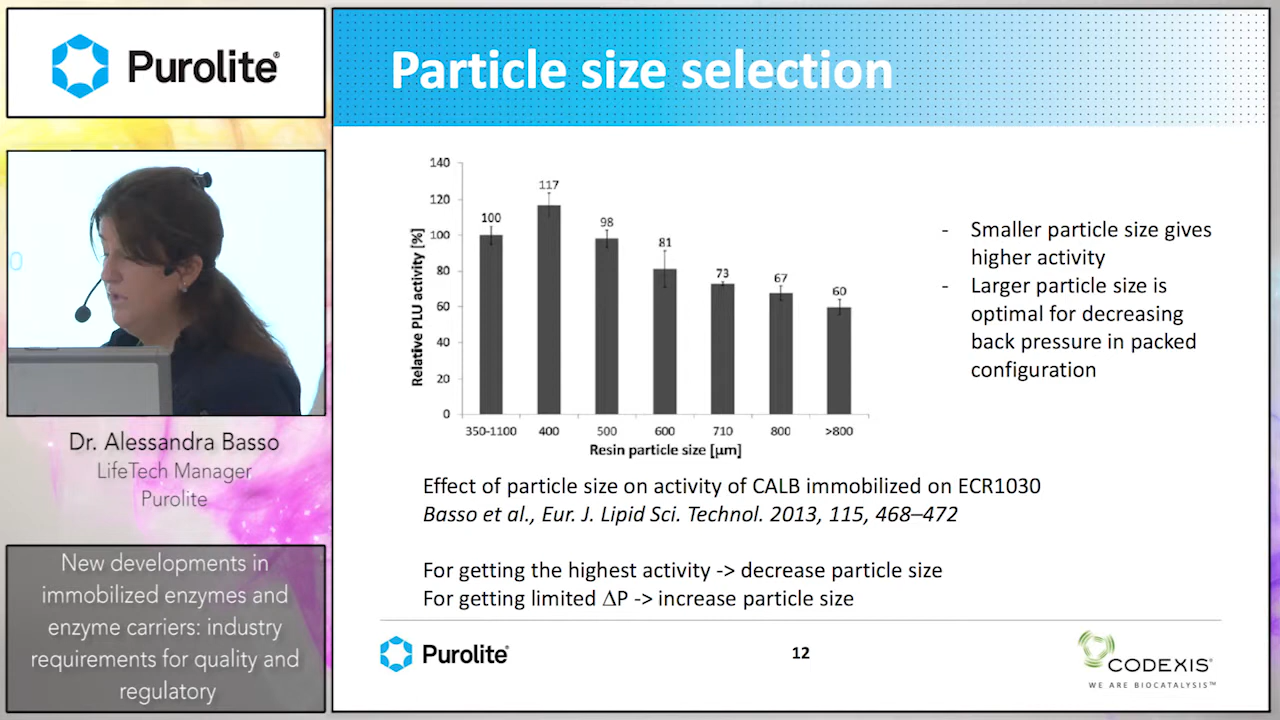 Purolite®
Dr. Alessandra Basso
LifeTech Manager
Purolite
New developments in
immobilized enzymes and
enzyme carriers: industry
requirements for quality and
regulatory
Particle size selection
Relative PLU activity [%]
140
120
100
80
60
40
20
0
100
117
98
81
73
67
60
350-1100 400 500 600 710 800 >800
Resin particle size [µm]
- Smaller particle size gives
higher activity
- Larger particle size is
optimal for decreasing
back pressure in packed
configuration
Effect of particle size on activity of CALB immobilized on ECR1030
Basso et al., Eur. J. Lipid Sci. Technol. 2013, 115, 468–472
For getting the highest activity -> decrease particle size
For getting limited ΔP -> increase particle size
Purolite®
12
CODEXIS®
WE ARE BIOCATALYSIS™